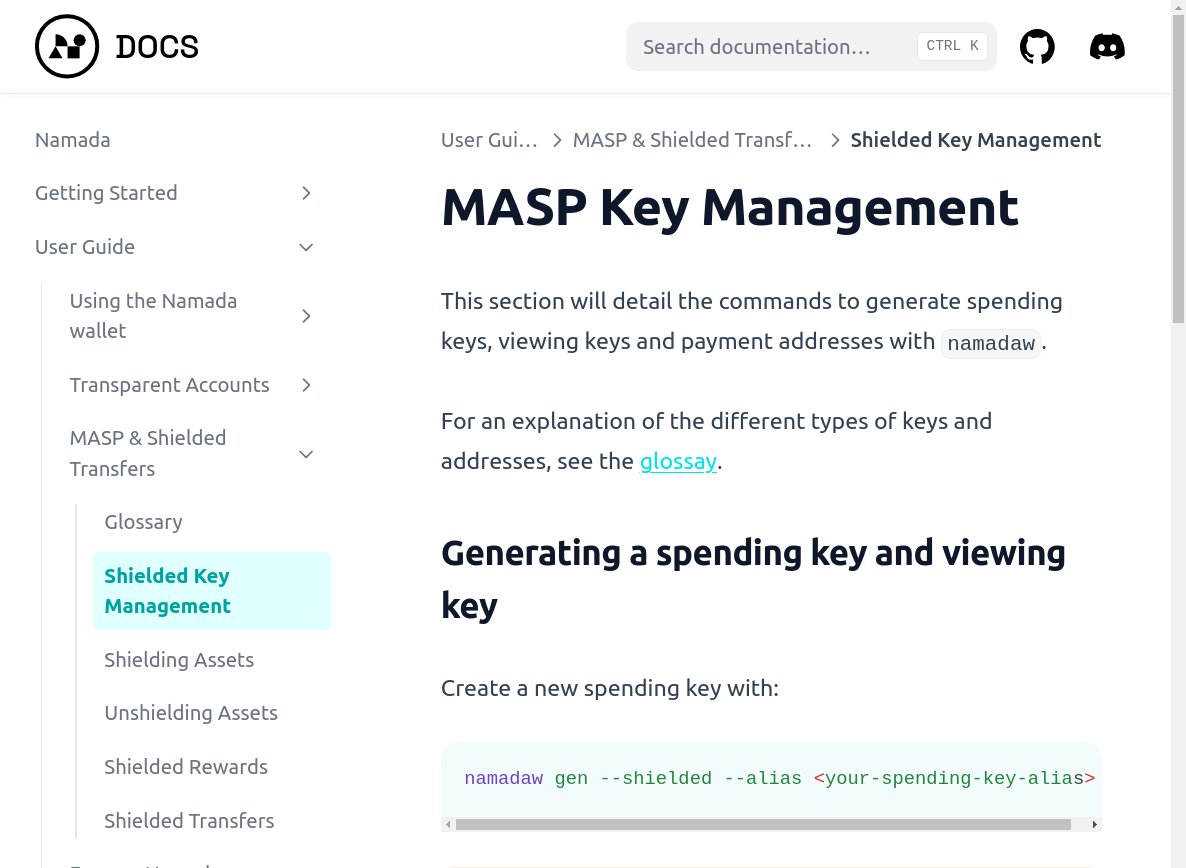 DOCS
Search documentation…
CTRL K
Namada
Getting Started
User Guide
Using the Namada
wallet
Transparent Accounts
MASP & Shielded
Transfers
Glossary
Shielded Key
Management
Shielding Assets
Unshielding Assets
Shielded Rewards
Shielded Transfers
User Gui…
MASP & Shielded Transf…
Shielded Key Management
MASP Key Management
This section will detail the commands to generate spending
keys, viewing keys and payment addresses with namadaw.
For an explanation of the different types of keys and
addresses, see the glossay.
Generating a spending key and viewing
key
Create a new spending key with:
namadaw gen --shielded --alias <your-spending-key-alias>